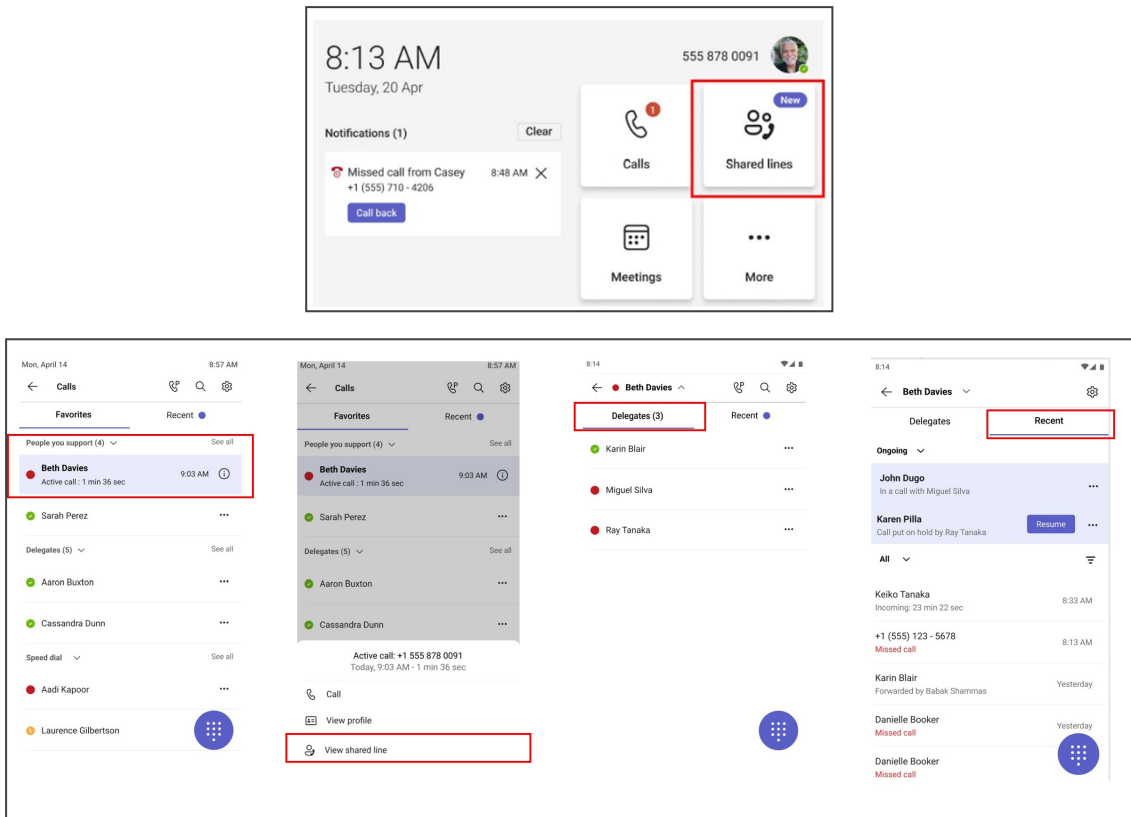 8:13 AM
Tuesday, 20 Apr
555 878 0091
Notifications (1)
Clear
Missed call from Casey
8:48 AM
+1 (555) 710 - 4206
Call back
1
Calls
New
Shared lines
Meetings
More
Mon, April 14
8:57 AM
Calls
Favorites
Recent
People you support (4)
See all
Beth Davies
Active call : 1 min 36 sec
9:03 AM
Sarah Perez
Delegates (5)
See all
Aaron Buxton
Cassandra Dunn
Speed dial
See all
Aadi Kapoor
Laurence Gilbertson
Mon, April 14
8:57 AM
Calls
Favorites
Recent
People you support (4)
See all
Beth Davies
Active call : 1 min 36 sec
9:03 AM
Sarah Perez
Delegates (5)
See all
Aaron Buxton
Cassandra Dunn
Active call: +1 555 878 0091
Today, 9:03 AM - 1 min 36 sec
Call
View profile
View shared line
8:14
Beth Davies
Delegates (3)
Recent
Karin Blair
Miguel Silva
Ray Tanaka
8:14
Beth Davies
Delegates
Recent
Ongoing
John Dugo
In a call with Miguel Silva
Karen Pilla
Call put on hold by Ray Tanaka
Resume
All
Keiko Tanaka
Incoming: 23 min 22 sec
8:33 AM
+1 (555) 123 - 5678
Missed call
8:13 AM
Karin Blair
Forwarded by Babak Shammas
Yesterday
Danielle Booker
Missed call
Yesterday
Danielle Booker
Missed call